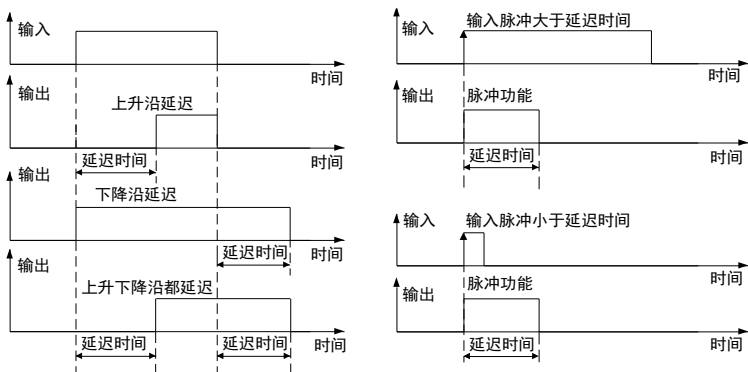 输入
时间
输出
上升沿延迟
延迟时间
时间
输出
下降沿延迟
延迟时间
时间
输出
上升下降沿都延迟
延迟时间
延迟时间
时间
输入
输入脉冲大于延迟时间
时间
输出
脉冲功能
延迟时间
时间
输入
输入脉冲小于延迟时间
时间
输出
脉冲功能
延迟时间
时间